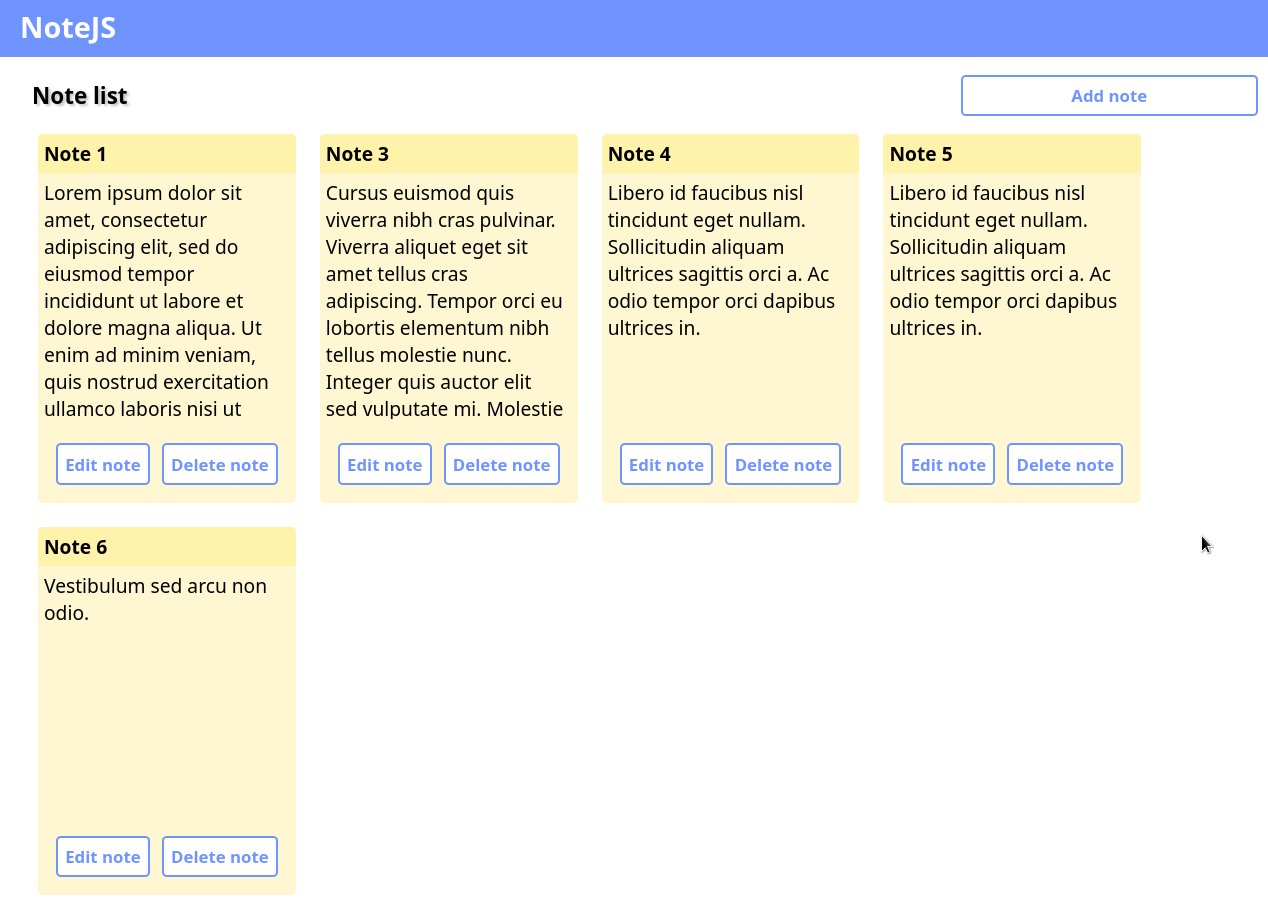 NoteJS
Note list
Add note
Note 1
Lorem ipsum dolor sit
amet, consectetur
adipiscing elit, sed do
eiusmod tempor
incididunt ut labore et
dolore magna aliqua. Ut
enim ad minim veniam,
quis nostrud exercitation
ullamco laboris nisi ut
Edit note
Delete note
Note 3
Cursus euismod quis
viverra nibh cras pulvinar.
Viverra aliquet eget sit
amet tellus cras
adipiscing. Tempor orci eu
lobortis elementum nibh
tellus molestie nunc.
Integer quis auctor elit
sed vulputate mi. Molestie
Edit note
Delete note
Note 4
Libero id faucibus nisl
tincidunt eget nullam.
Sollicitudin aliquam
ultrices sagittis orci a. Ac
odio tempor orci dapibus
ultrices in.
Edit note
Delete note
Note 5
Libero id faucibus nisl
tincidunt eget nullam.
Sollicitudin aliquam
ultrices sagittis orci a. Ac
odio tempor orci dapibus
ultrices in.
Edit note
Delete note
Note 6
Vestibulum sed arcu non
odio.
Edit note
Delete note